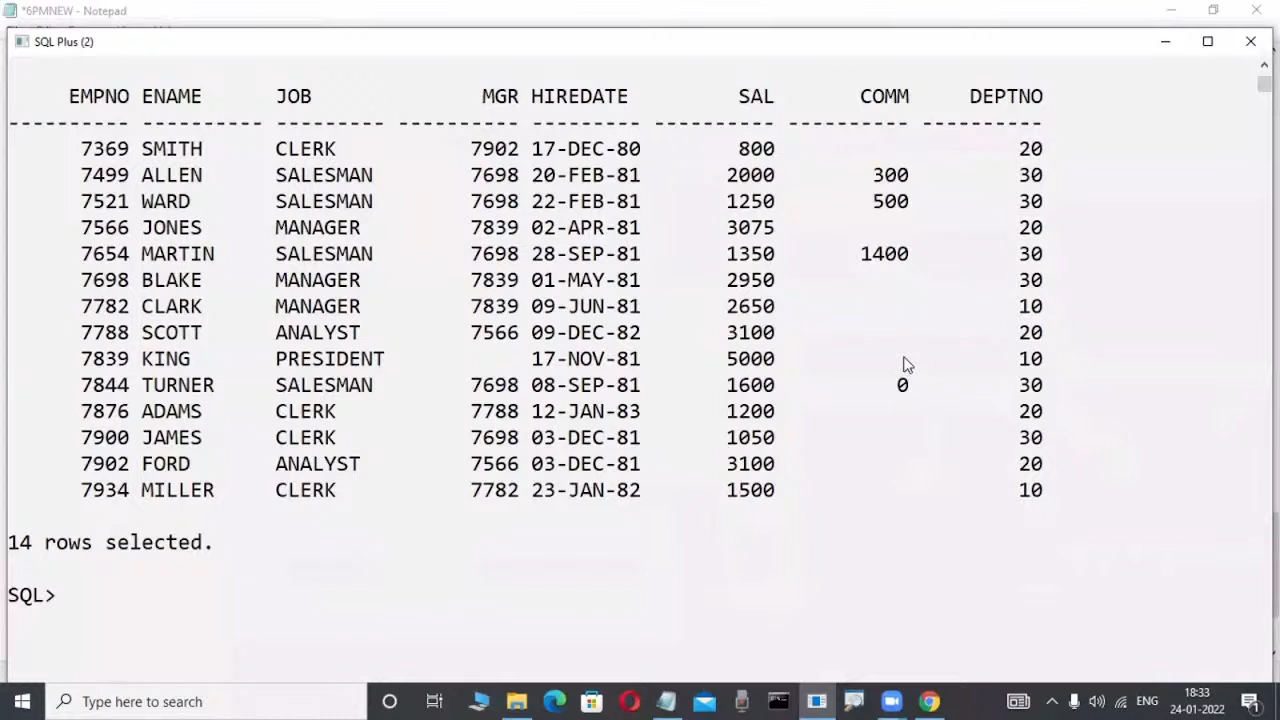 *6PMNEW - Notepad
SQL Plus (2)
EMPNO ENAME JOB MGR HIREDATE SAL COMM DEPTNO
---------- ---------- --------- ---------- --------- ---------- ---------- ----------
7369 SMITH CLERK 7902 17-DEC-80 800 20
7499 ALLEN SALESMAN 7698 20-FEB-81 2000 300 30
7521 WARD SALESMAN 7698 22-FEB-81 1250 500 30
7566 JONES MANAGER 7839 02-APR-81 3075 20
7654 MARTIN SALESMAN 7698 28-SEP-81 1350 1400 30
7698 BLAKE MANAGER 7839 01-MAY-81 2950 30
7782 CLARK MANAGER 7839 09-JUN-81 2650 10
7788 SCOTT ANALYST 7566 09-DEC-82 3100 20
7839 KING PRESIDENT 17-NOV-81 5000 10
7844 TURNER SALESMAN 7698 08-SEP-81 1600 0 30
7876 ADAMS CLERK 7788 12-JAN-83 1200 20
7900 JAMES CLERK 7698 03-DEC-81 1050 30
7902 FORD ANALYST 7566 03-DEC-81 3100 20
7934 MILLER CLERK 7782 23-JAN-82 1500 10
14 rows selected.
SQL>
Type here to search
ENG
18:33
24-01-2022
1